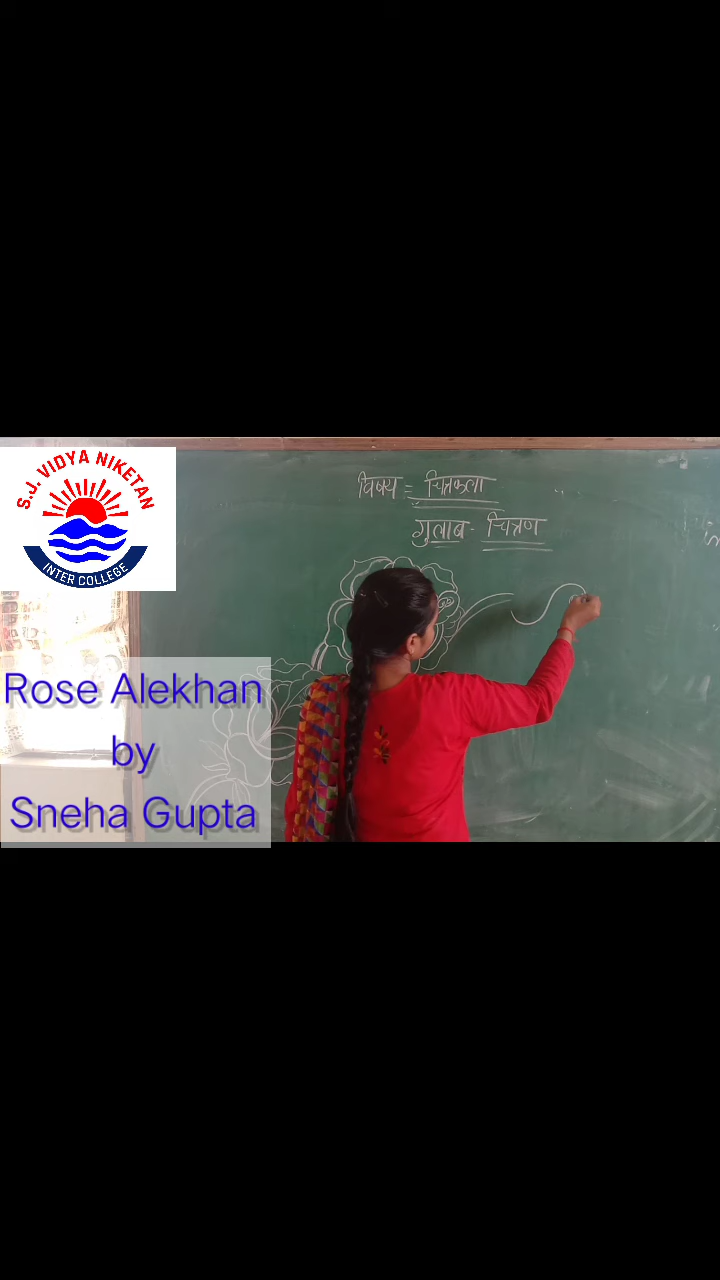 S.J. VIDYA NIKETAN
INTER COLLEGE
विषय = चित्रकला
गुलाब - चित्रण
Rose Alekhan
by
Sneha Gupta